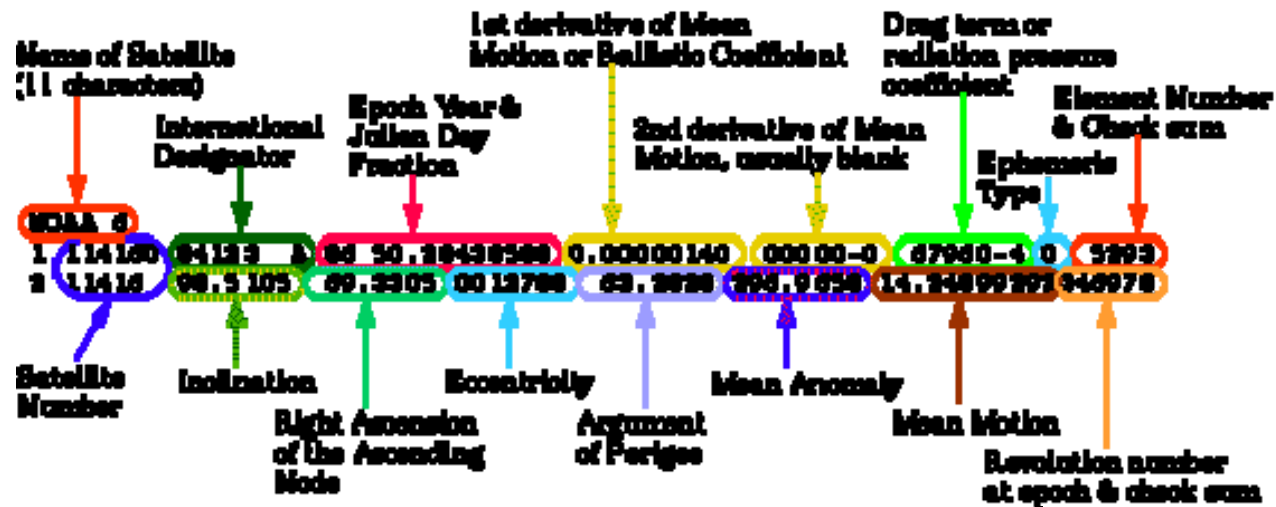 Name of Satellite
(11 characters)
International
Designator
Epoch Year &
Julian Day
Fraction
1st derivative of Mean
Motion or Ballistic Coefficient
2nd derivative of Mean
Motion, usually blank
Drag term or
radiation pressure
coefficient
Ephemeris
Type
Element Number
& Check sum
NOAA 6
1 84123 A 86 50.28438588 0.00000140 00000-0 67960-4 0 5293
2 11416 98.5105 69.3305 0012788 63.2828 296.9658
Satellite
Number
Inclination
Right Ascension
of the Ascending
Node
Eccentricity
Argument
of Perigee
Mean Anomaly
Mean Motion
Revolution number
at epoch & check sum